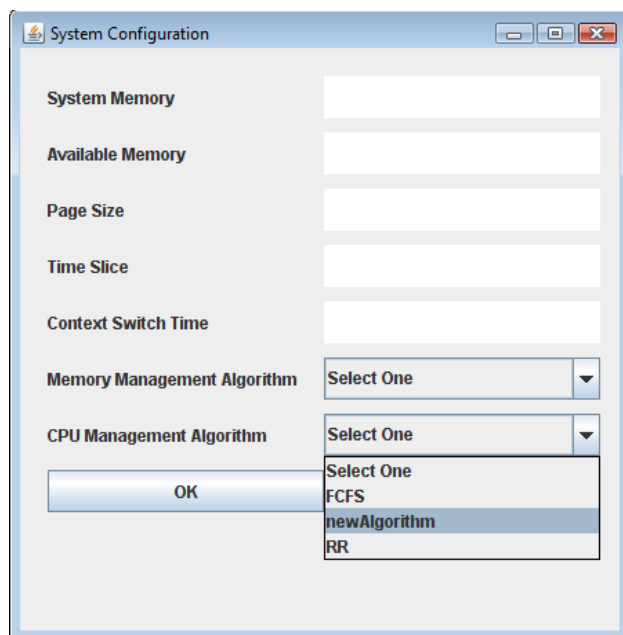 System Configuration
System Memory
Available Memory
Page Size
Time Slice
Context Switch Time
Memory Management Algorithm Select One
CPU Management Algorithm Select One
OK
Select One
FCFS
newAlgorithm
RR